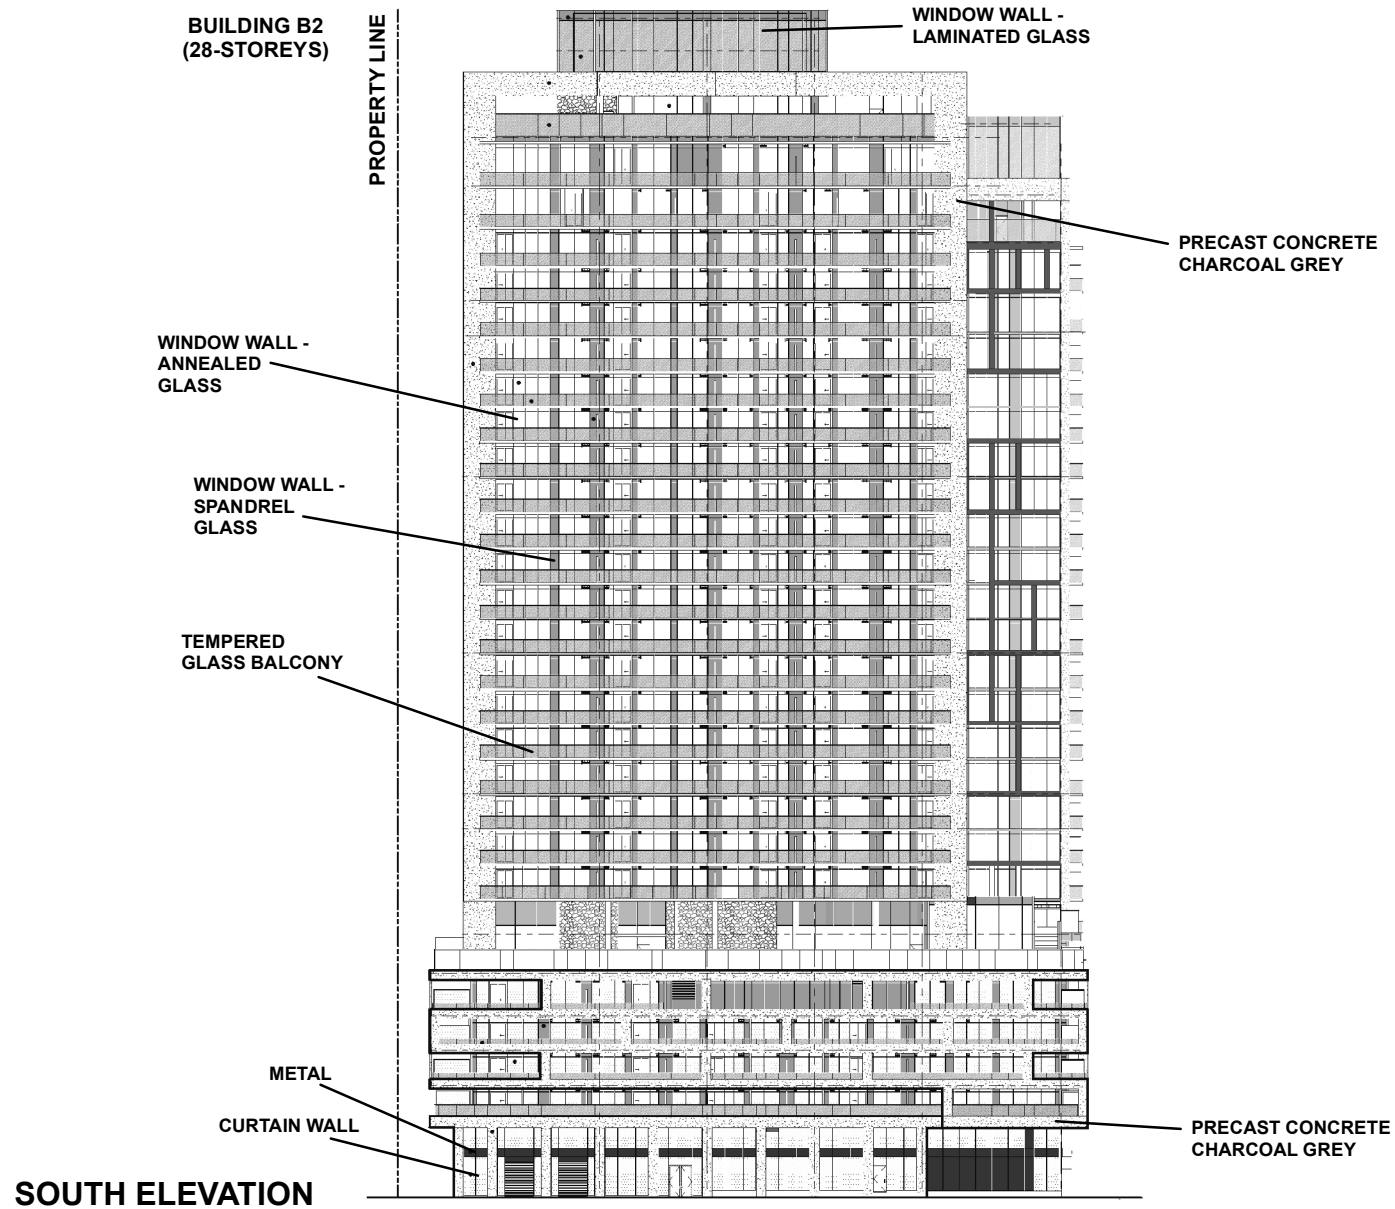 BUILDING B2
(28-STOREYS)
PROPERTY LINE
WINDOW WALL -
LAMINATED GLASS
PRECAST CONCRETE
CHARCOAL GREY
WINDOW WALL -
ANNEALED
GLASS
WINDOW WALL -
SPANDREL
GLASS
TEMPERED
GLASS BALCONY
METAL
CURTAIN WALL
PRECAST CONCRETE
CHARCOAL GREY
SOUTH ELEVATION